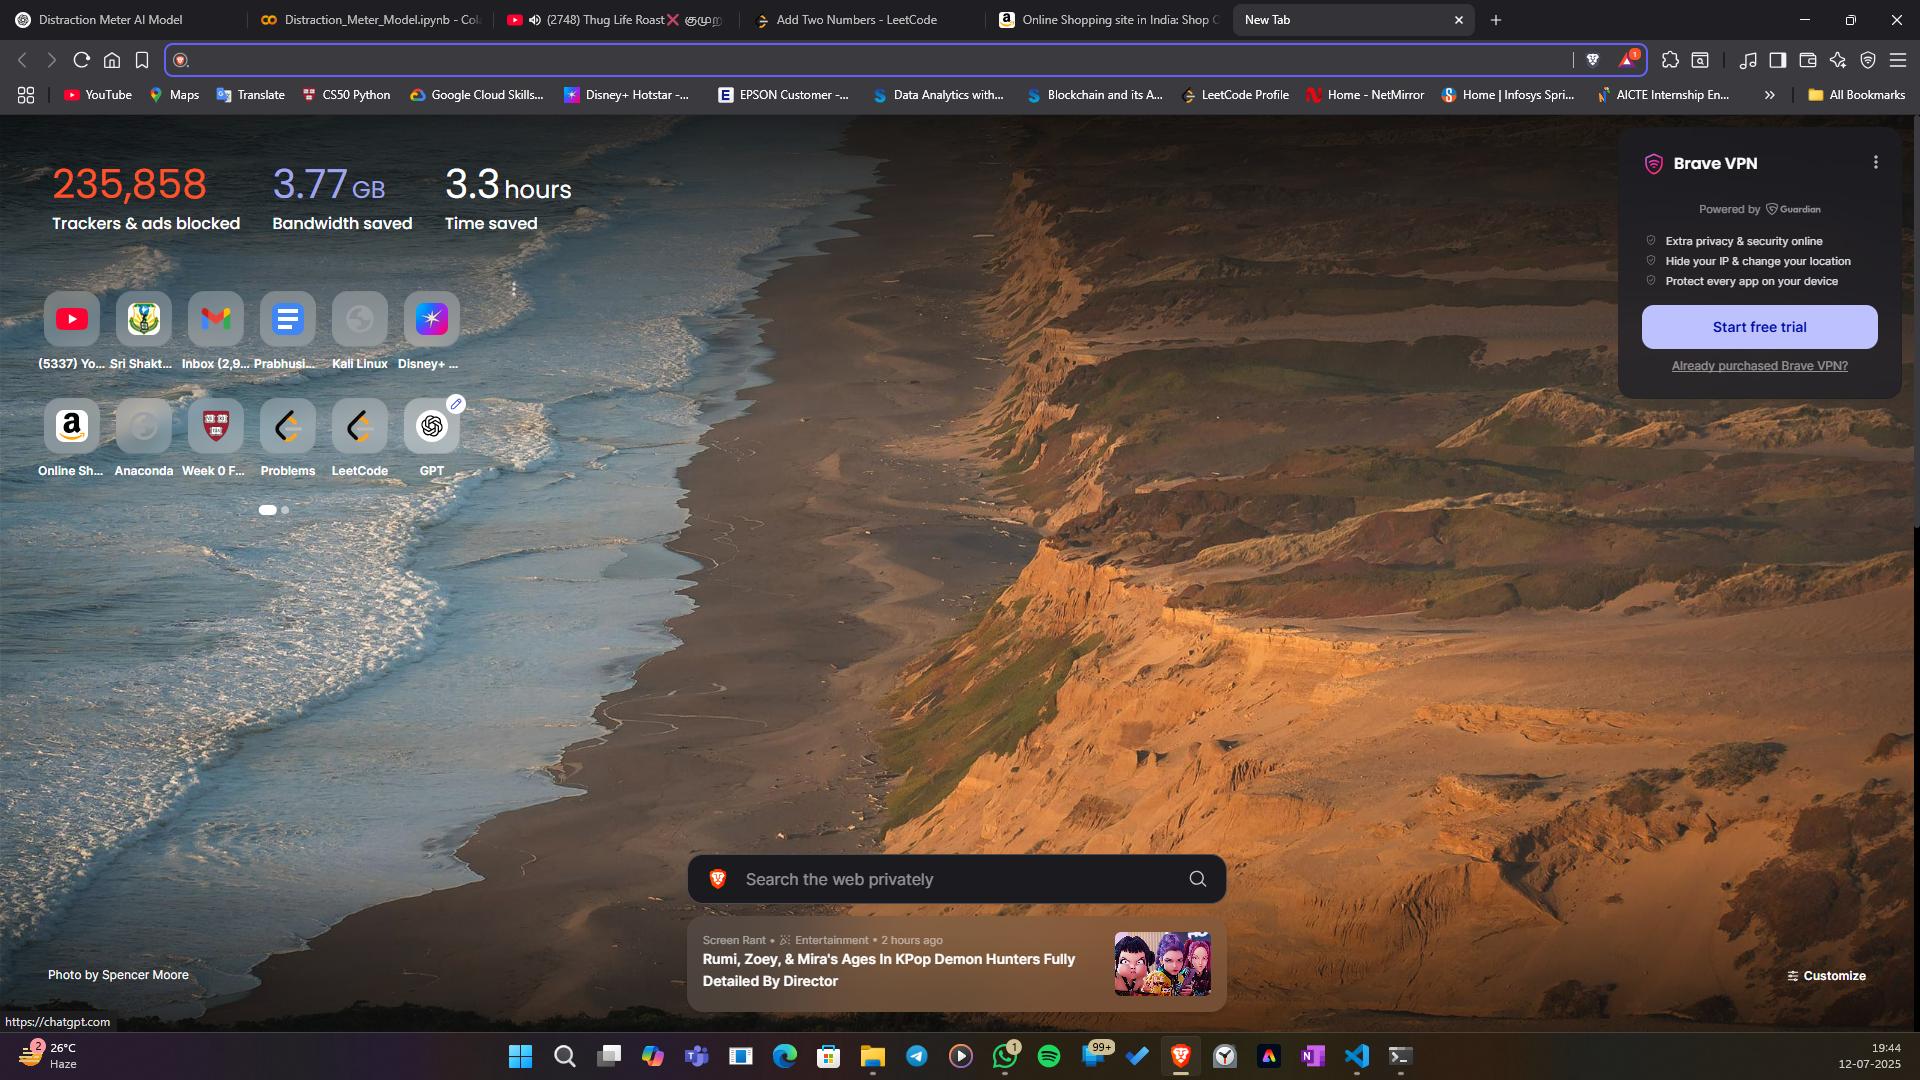 Distraction Meter AI Model
Distraction_Meter_Model.ipynb - Col
(2748) Thug Life Roast❌ குமுற
Add Two Numbers - LeetCode
Online Shopping site in India: Shop O
New Tab
YouTube
Maps
Translate
CS50 Python
Google Cloud Skills...
Disney+ Hotstar -...
EPSON Customer -...
Data Analytics with...
Blockchain and its A...
LeetCode Profile
Home - NetMirror
Home | Infosys Spri...
AICTE Internship En...
All Bookmarks
235,858
3.77 GB
3.3 hours
Trackers & ads blocked
Bandwidth saved
Time saved
Brave VPN
Powered by Guardian
Extra privacy & security online
Hide your IP & change your location
Protect every app on your device
Start free trial
Already purchased Brave VPN?
(5337) Yo...
Sri Shakt...
Inbox (2,9...
Prabhusi...
Kali Linux
Disney+ ...
Online Sh...
Anaconda
Week 0 F...
Problems
LeetCode
GPT
Search the web privately
Screen Rant • Entertainment • 2 hours ago
Rumi, Zoey, & Mira's Ages In KPop Demon Hunters Fully
Detailed By Director
Photo by Spencer Moore
Customize
https://chatgpt.com
2
26°C
Haze
1
99+
19:44
12-07-2025